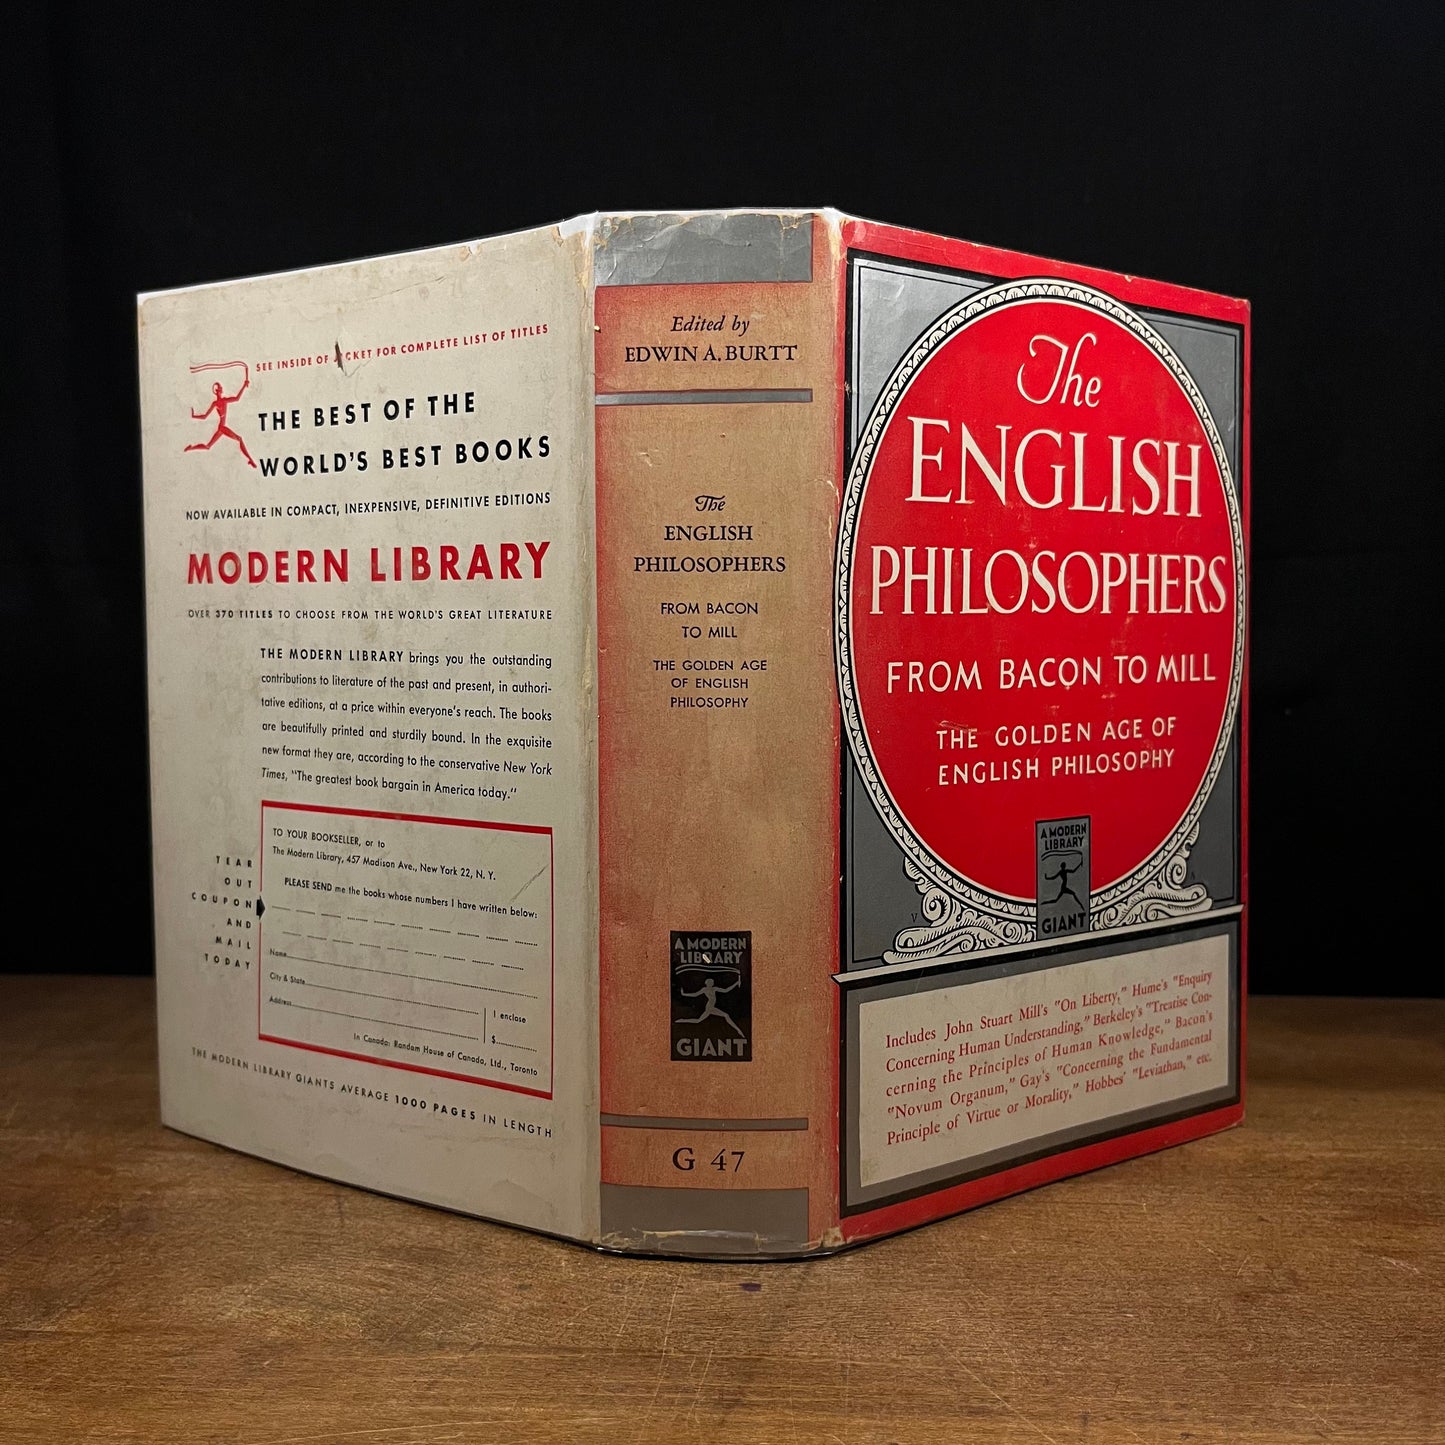 SEE INSIDE OF JACKET FOR COMPLETE LIST OF TITLES
THE BEST OF THE
WORLD'S BEST BOOKS
NOW AVAILABLE IN COMPACT, INEXPENSIVE, DEFINITIVE EDITIONS
MODERN LIBRARY
OVER 370 TITLES TO CHOOSE FROM THE WORLD'S GREAT LITERATURE
THE MODERN LIBRARY brings you the outstanding
contributions to literature of the past and present, in authori-
tative editions, at a price within everyone's reach. The books
are beautifully printed and sturdily bound. In the exquisite
new format they are, according to the conservative New York
Times, "The greatest book bargain in America today."
TEAR
OUT
COUPON
AND
MAIL
TODAY
TO YOUR BOOKSELLER, or to
The Modern Library, 457 Madison Ave., New York 22, N. Y.
PLEASE SEND me the books whose numbers I have written below:
Name
City & State
Address
I enclose
$
In Canada: Random House of Canada, Ltd., Toronto
THE MODERN LIBRARY GIANTS AVERAGE 1000 PAGES IN LENGTH
Edited by
EDWIN A. BURTT
The
ENGLISH
PHILOSOPHERS
FROM BACON
TO MILL
THE GOLDEN AGE
OF ENGLISH
PHILOSOPHY
A MODERN
LIBRARY
GIANT
G 47
The
ENGLISH
PHILOSOPHERS
FROM BACON TO MILL
THE GOLDEN AGE OF
ENGLISH PHILOSOPHY
A MODERN
LIBRARY
GIANT
V A
Includes John Stuart Mill's "On Liberty," Hume's "Enquiry
Concerning Human Understanding," Berkeley's "Treatise Con-
cerning the Principles of Human Knowledge," Bacon's
"Novum Organum," Gay's "Concerning the Fundamental
Principle of Virtue or Morality," Hobbes' "Leviathan," etc.